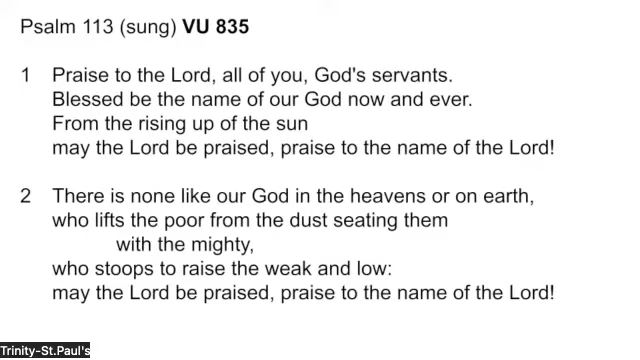 Psalm 113 (sung) VU 835
1 Praise to the Lord, all of you, God's servants.
Blessed be the name of our God now and ever.
From the rising up of the sun
may the Lord be praised, praise to the name of the Lord!
2 There is none like our God in the heavens or on earth,
who lifts the poor from the dust seating them
with the mighty,
who stoops to raise the weak and low:
may the Lord be praised, praise to the name of the Lord!
Trinity-St.Paul's